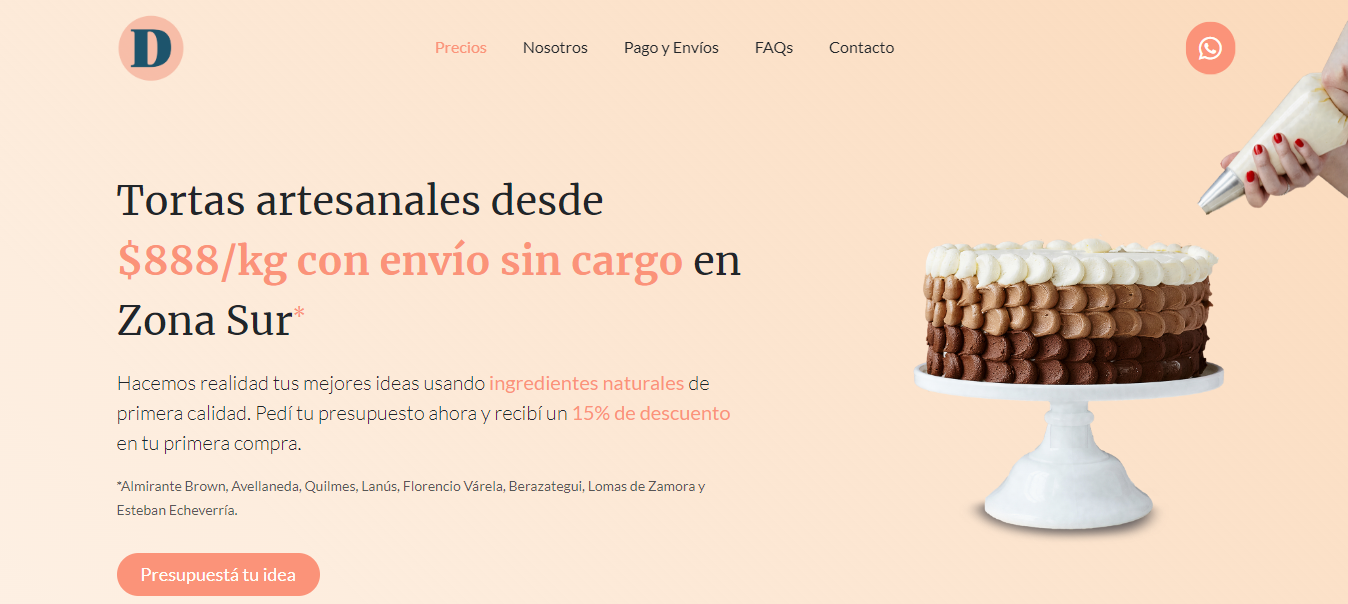 D
Precios
Nosotros
Pago y Envíos
FAQs
Contacto
Tortas artesanales desde
$888/kg con envío sin cargo en
Zona Sur*
Hacemos realidad tus mejores ideas usando ingredientes naturales de
primera calidad. Pedí tu presupuesto ahora y recibí un 15% de descuento
en tu primera compra.
*Almirante Brown, Avellaneda, Quilmes, Lanús, Florencio Várela, Berazategui, Lomas de Zamora y
Esteban Echeverría.
Presupuestá tu idea